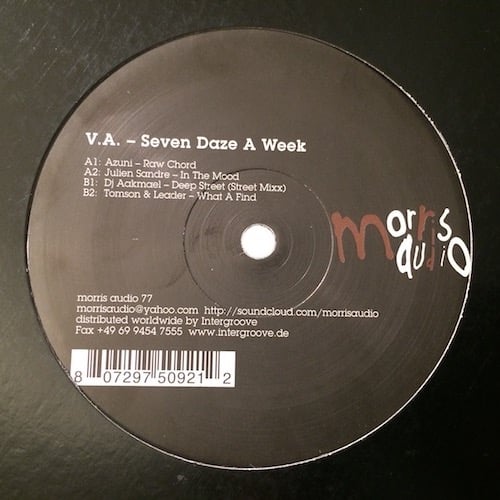 V.A. – Seven Daze A Week
A1: Azuni – Raw Chord
A2: Julien Sandre – In The Mood
B1: Dj Aakmael – Deep Street (Street Mixx)
B2: Tomson & Leader – What A Find
morris
audio
morris audio 77
morrisaudio@yahoo.com http://soundcloud.com/morrisaudio
distributed worldwide by Intergroove
Fax +49 69 9454 7555 www.intergroove.de
8 07297 50921 2